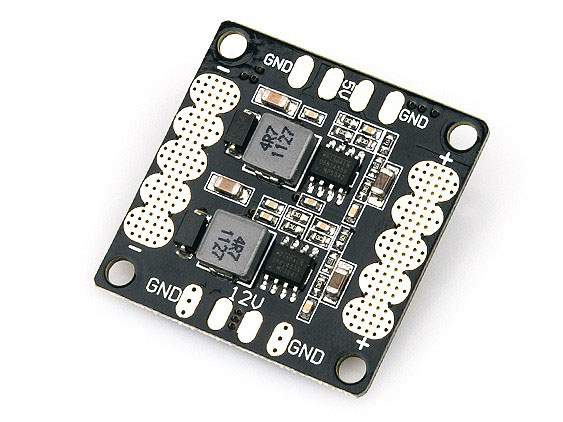 GND
5V
GND
-
+
4R7
1127
4R7
1127
-
+
GND
12V
GND